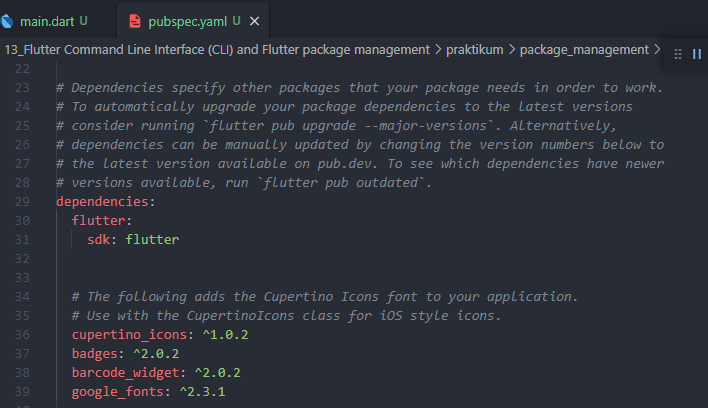 main.dart U pubspec.yaml U
13_Flutter Command Line Interface (CLI) and Flutter package management > praktikum > package_management >
22
23 # Dependencies specify other packages that your package needs in order to work.
24 # To automatically upgrade your package dependencies to the latest versions
25 # consider running `flutter pub upgrade --major-versions`. Alternatively,
26 # dependencies can be manually updated by changing the version numbers below to
27 # the latest version available on pub.dev. To see which dependencies have newer
28 # versions available, run `flutter pub outdated`.
29 dependencies:
30 flutter:
31 sdk: flutter
32
33
34 # The following adds the Cupertino Icons font to your application.
35 # Use with the CupertinoIcons class for iOS style icons.
36 cupertino_icons: ^1.0.2
37 badges: ^2.0.2
38 barcode_widget: ^2.0.2
39 google_fonts: ^2.3.1